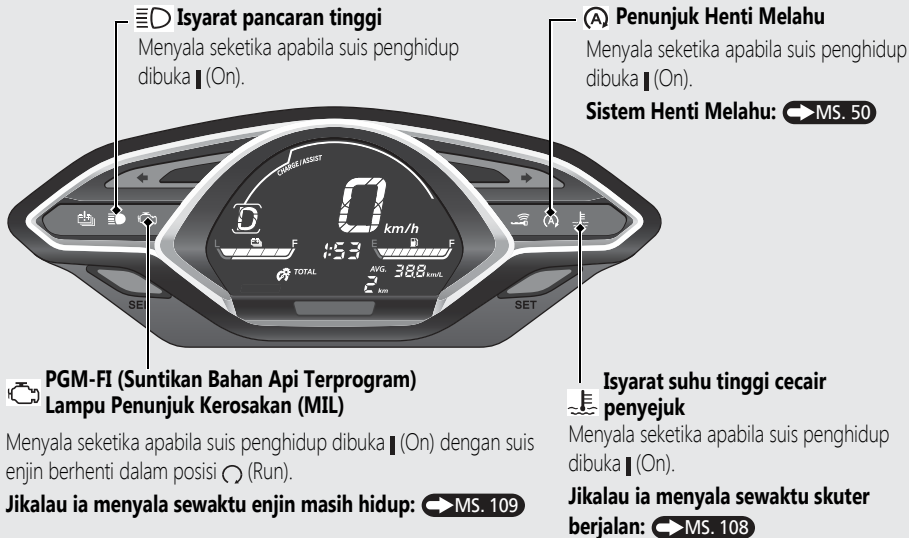 Isyarat pancaran tinggi
Menyala seketika apabila suis penghidup
dibuka (On).
Penunjuk Henti Melahu
Menyala seketika apabila suis penghidup
dibuka (On).
Sistem Henti Melahu: MS. 50
CHARGE/ASSIST
D
0 km/h
L F
1:53
E F
TOTAL
AVG. 38.8 km/L
2 km
SET
PGM-FI (Suntikan Bahan Api Terprogram)
Lampu Penunjuk Kerosakan (MIL)
Menyala seketika apabila suis penghidup dibuka (On) dengan suis
enjin berhenti dalam posisi (Run).
Jikalau ia menyala sewaktu enjin masih hidup: MS. 109
Isyarat suhu tinggi cecair
penyejuk
Menyala seketika apabila suis penghidup
dibuka (On).
Jikalau ia menyala sewaktu skuter
berjalan: MS. 108